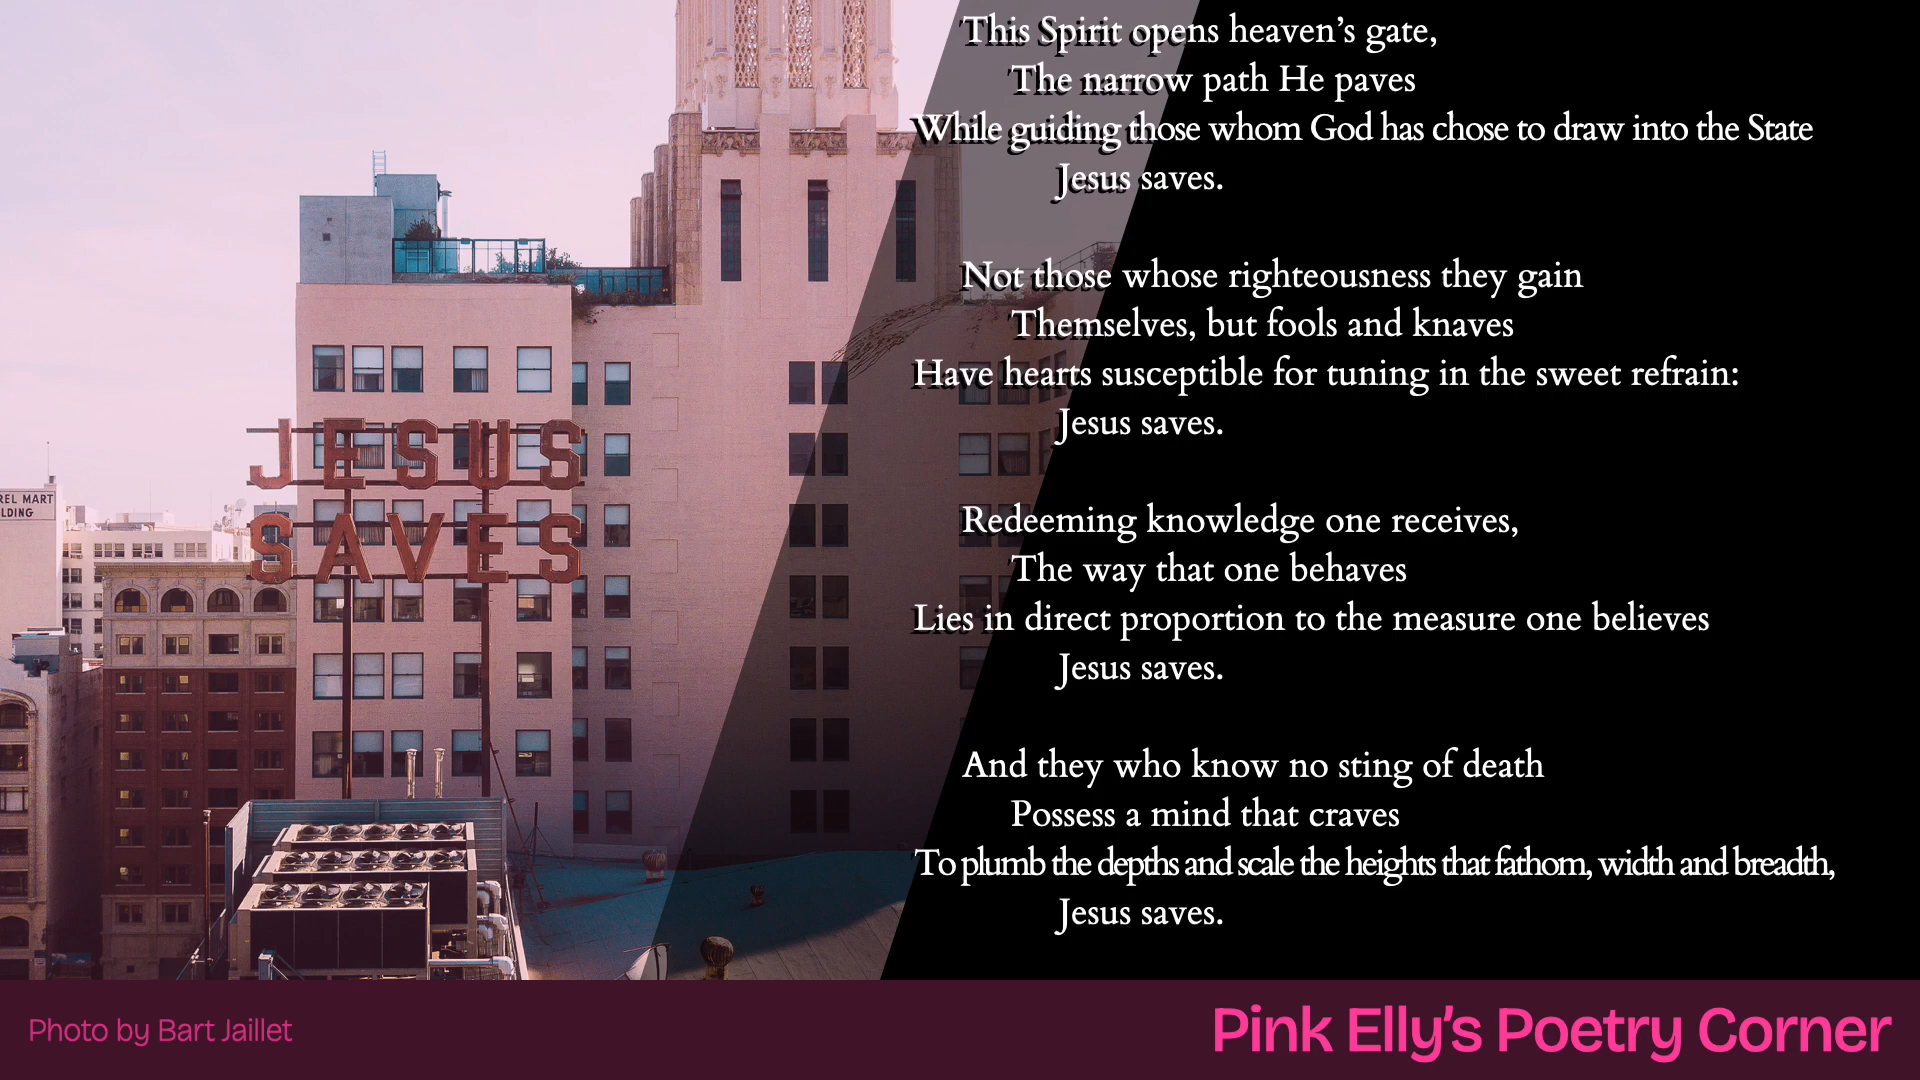 This Spirit opens heaven’s gate,
The narrow path He paves
While guiding those whom God has chose to draw into the State
Jesus saves.
Not those whose righteousness they gain
Themselves, but fools and knaves
Have hearts susceptible for tuning in the sweet refrain:
Jesus saves.
Redeeming knowledge one receives,
The way that one behaves
Lies in direct proportion to the measure one believes
Jesus saves.
And they who know no sting of death
Possess a mind that craves
To plumb the depths and scale the heights that fathom, width and breadth,
Jesus saves.
JESUS
SAVES
REL MART
LDING
Photo by Bart Jaillet
Pink Elly’s Poetry Corner